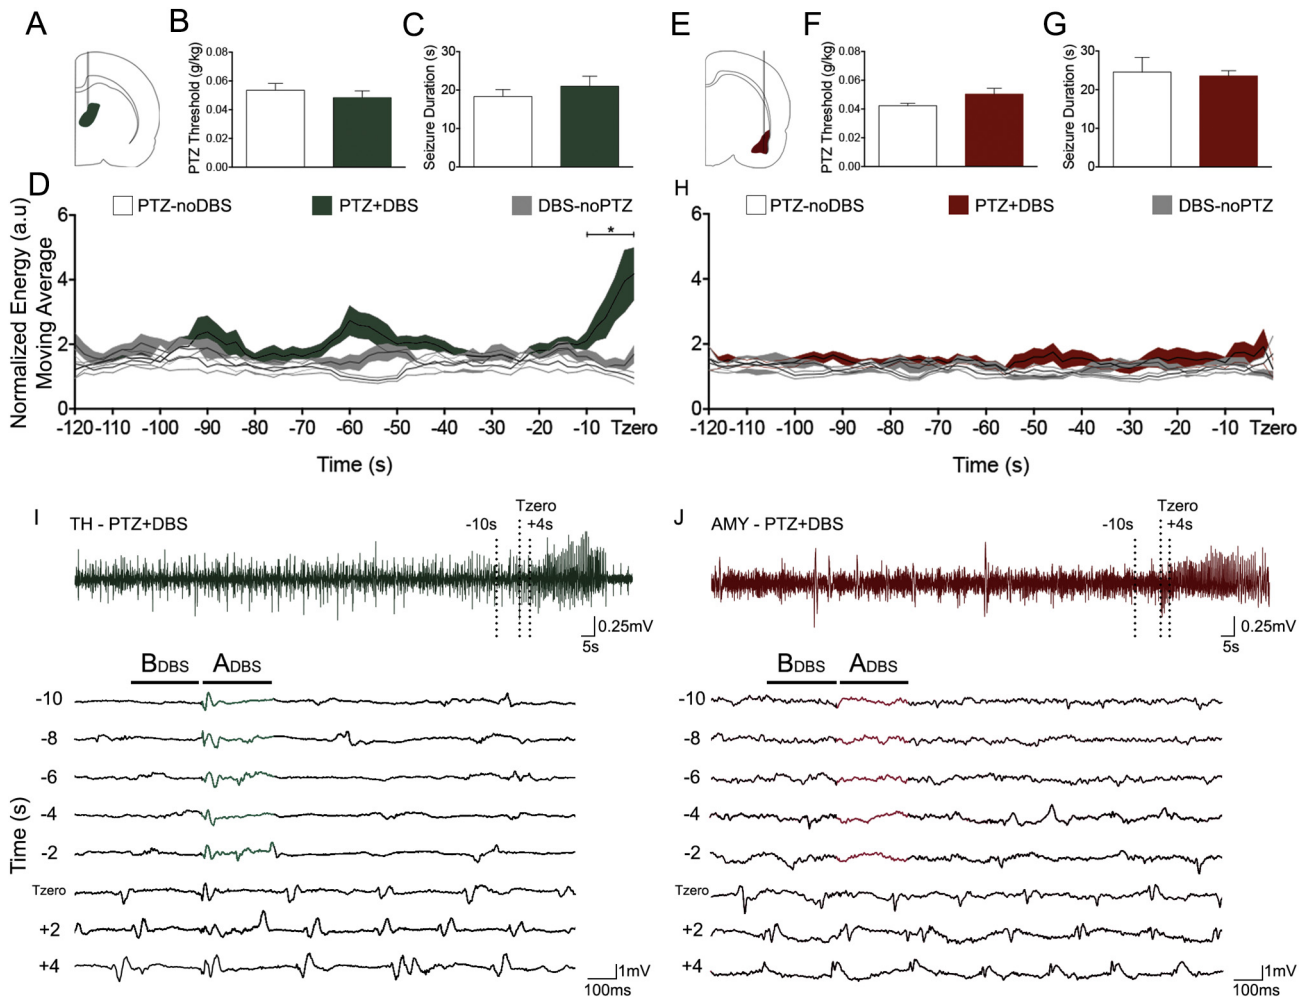 A
B
C
E
F
G
PTZ Threshold (g/kg)
0.08
0.06
0.04
0.02
0.00
Seizure Duration (s)
30
20
10
0
PTZ Threshold (g/kg)
0.08
0.06
0.04
0.02
0.00
Seizure Duration (s)
30
20
10
0
D
PTZ-noDBS
PTZ+DBS
DBS-noPTZ
*
Normalized Energy (a.u)
Moving Average
6
4
2
0
-120 -110 -100 -90 -80 -70 -60 -50 -40 -30 -20 -10 Tzero
Time (s)
H
PTZ-noDBS
PTZ+DBS
DBS-noPTZ
6
4
2
0
-120 -110 -100 -90 -80 -70 -60 -50 -40 -30 -20 -10 Tzero
Time (s)
I
TH - PTZ+DBS
Tzero
-10s
+4s
0.25mV
5s
J
AMY - PTZ+DBS
Tzero
-10s
+4s
0.25mV
5s
BDBS
ADBS
Time (s)
-10
-8
-6
-4
-2
Tzero
+2
+4
1mV
100ms
BDBS
ADBS
-10
-8
-6
-4
-2
Tzero
+2
+4
1mV
100ms